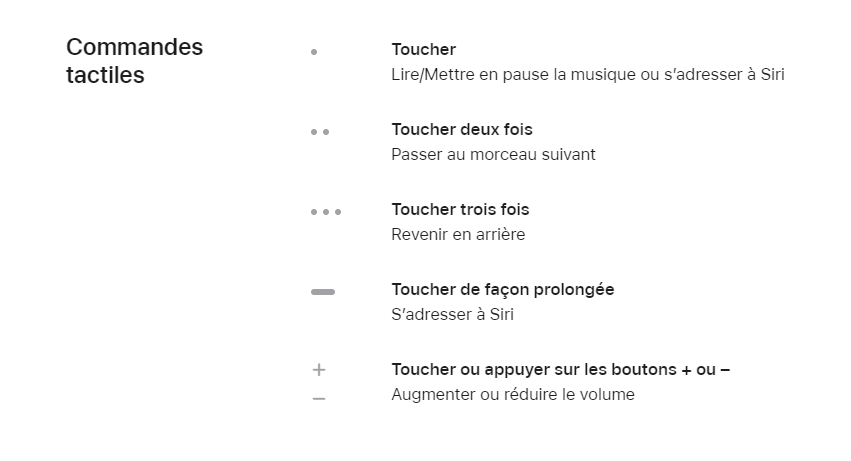 Commandes
tactiles
Toucher
Lire/Mettre en pause la musique ou s’adresser à Siri
Toucher deux fois
Passer au morceau suivant
Toucher trois fois
Revenir en arrière
Toucher de façon prolongée
S’adresser à Siri
+
–
Toucher ou appuyer sur les boutons + ou –
Augmenter ou réduire le volume